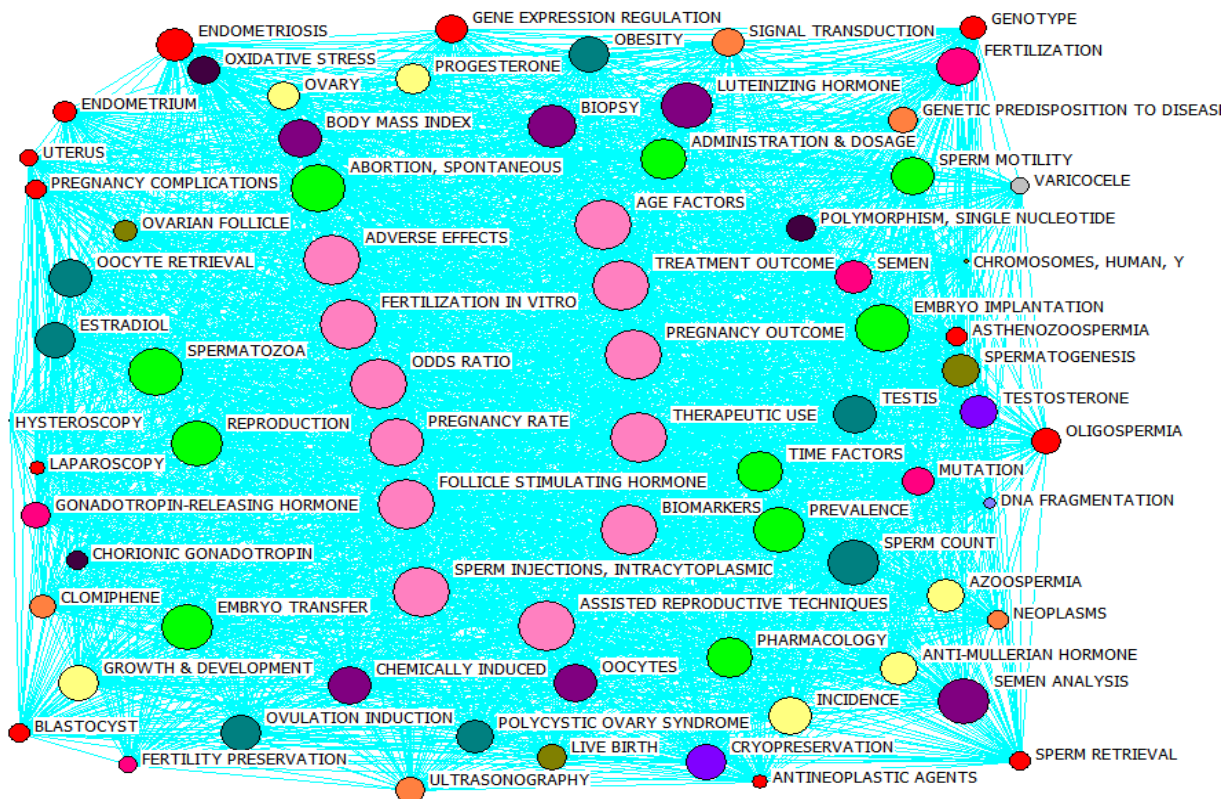 ENDOMETRIOSIS
GENE EXPRESSION REGULATION
SIGNAL TRANSDUCTION
GENOTYPE
OBESITY
FERTILIZATION
OXIDATIVE STRESS
PROGESTERONE
OVARY
LUTEINIZING HORMONE
ENDOMETRIUM
BIOPSY
GENETIC PREDISPOSITION TO DISEASE
BODY MASS INDEX
ADMINISTRATION & DOSAGE
UTERUS
ABORTION, SPONTANEOUS
SPERM MOTILITY
PREGNANCY COMPLICATIONS
VARICOCELE
AGE FACTORS
OVARIAN FOLLICLE
POLYMORPHISM, SINGLE NUCLEOTIDE
ADVERSE EFFECTS
OOCYTE RETRIEVAL
TREATMENT OUTCOME
SEMEN
CHROMOSOMES, HUMAN, Y
FERTILIZATION IN VITRO
EMBRYO IMPLANTATION
ESTRADIOL
PREGNANCY OUTCOME
ASTHENOZOOSPERMIA
SPERMATOZOA
ODDS RATIO
SPERMATOGENESIS
TESTIS
TESTOSTERONE
HYSTEROSCOPY
REPRODUCTION
PREGNANCY RATE
THERAPEUTIC USE
OLIGOSPERMIA
LAPAROSCOPY
TIME FACTORS
MUTATION
FOLLICLE STIMULATING HORMONE
GONADOTROPIN-RELEASING HORMONE
BIOMARKERS
PREVALENCE
DNA FRAGMENTATION
CHORIONIC GONADOTROPIN
SPERM COUNT
SPERM INJECTIONS, INTRACYTOPLASMIC
AZOOSPERMIA
CLOMIPHENE
EMBRYO TRANSFER
ASSISTED REPRODUCTIVE TECHNIQUES
NEOPLASMS
PHARMACOLOGY
ANTI-MULLERIAN HORMONE
GROWTH & DEVELOPMENT
CHEMICALLY INDUCED
OOCYTES
SEMEN ANALYSIS
INCIDENCE
BLASTOCYST
OVULATION INDUCTION
POLYCYSTIC OVARY SYNDROME
LIVE BIRTH
CRYOPRESERVATION
FERTILITY PRESERVATION
SPERM RETRIEVAL
ULTRASONOGRAPHY
ANTINEOPLASTIC AGENTS